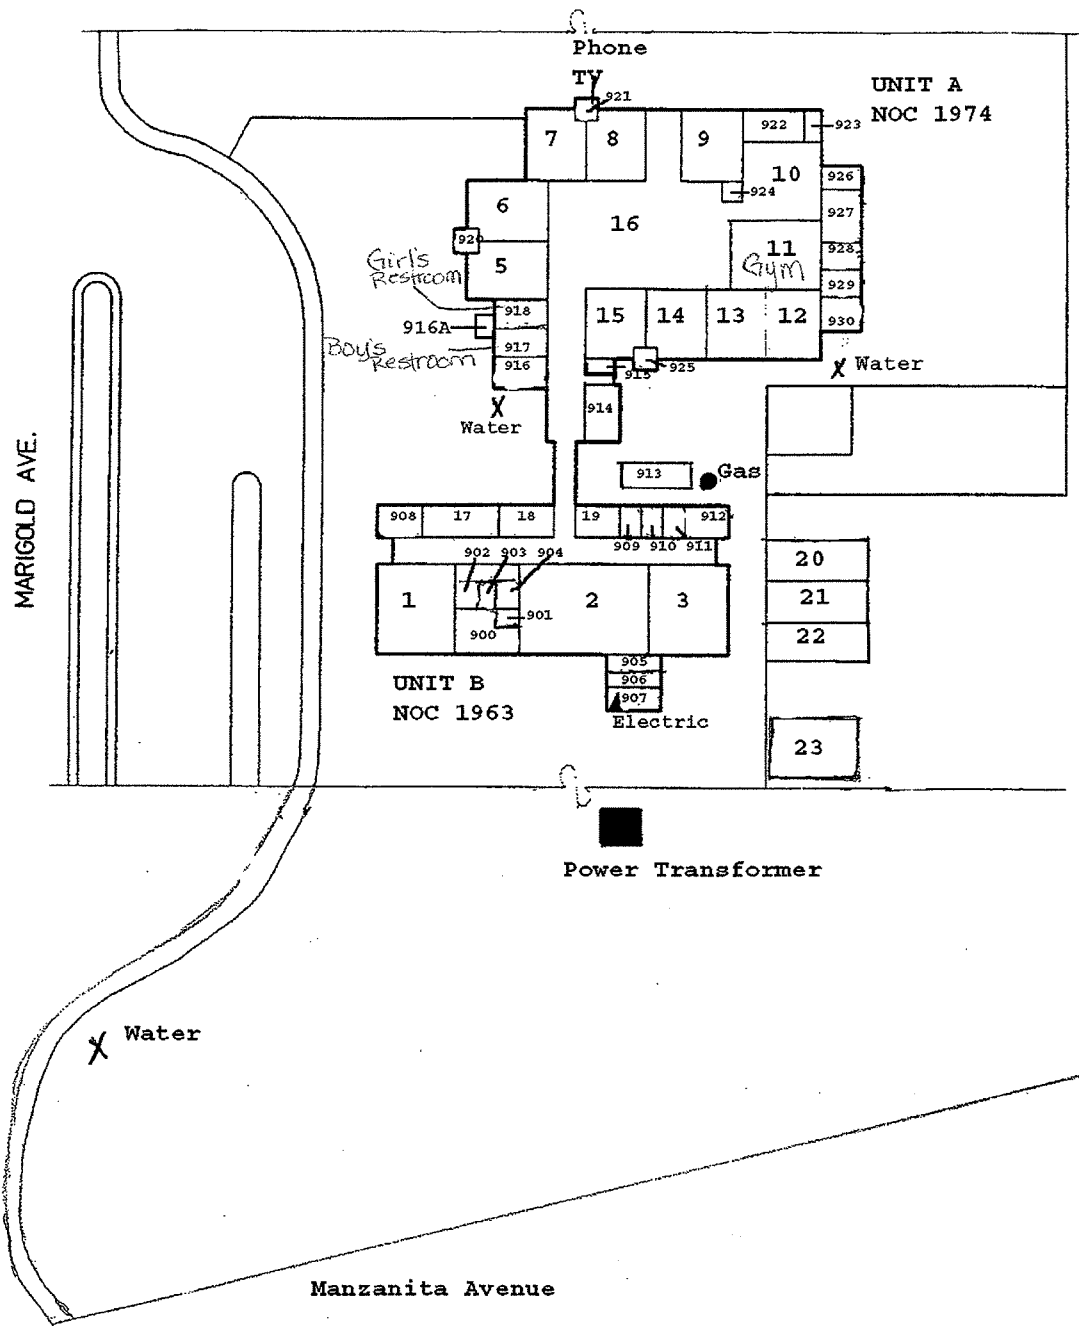 Phone
TV
921
UNIT A
NOC 1974
7
8
9
922
923
10
924
926
6
16
927
920
11
928
Girl's
Restroom
5
Gym
929
918
15
14
13
12
930
916A
917
Boy's
Restroom
916
915
925
Water
914
Water
MARIGOLD AVE.
913
Gas
908
17
18
19
912
902
903
904
909
910
911
20
1
2
3
21
901
900
22
905
906
907
UNIT B
NOC 1963
Electric
23
Power Transformer
Water
Manzanita Avenue